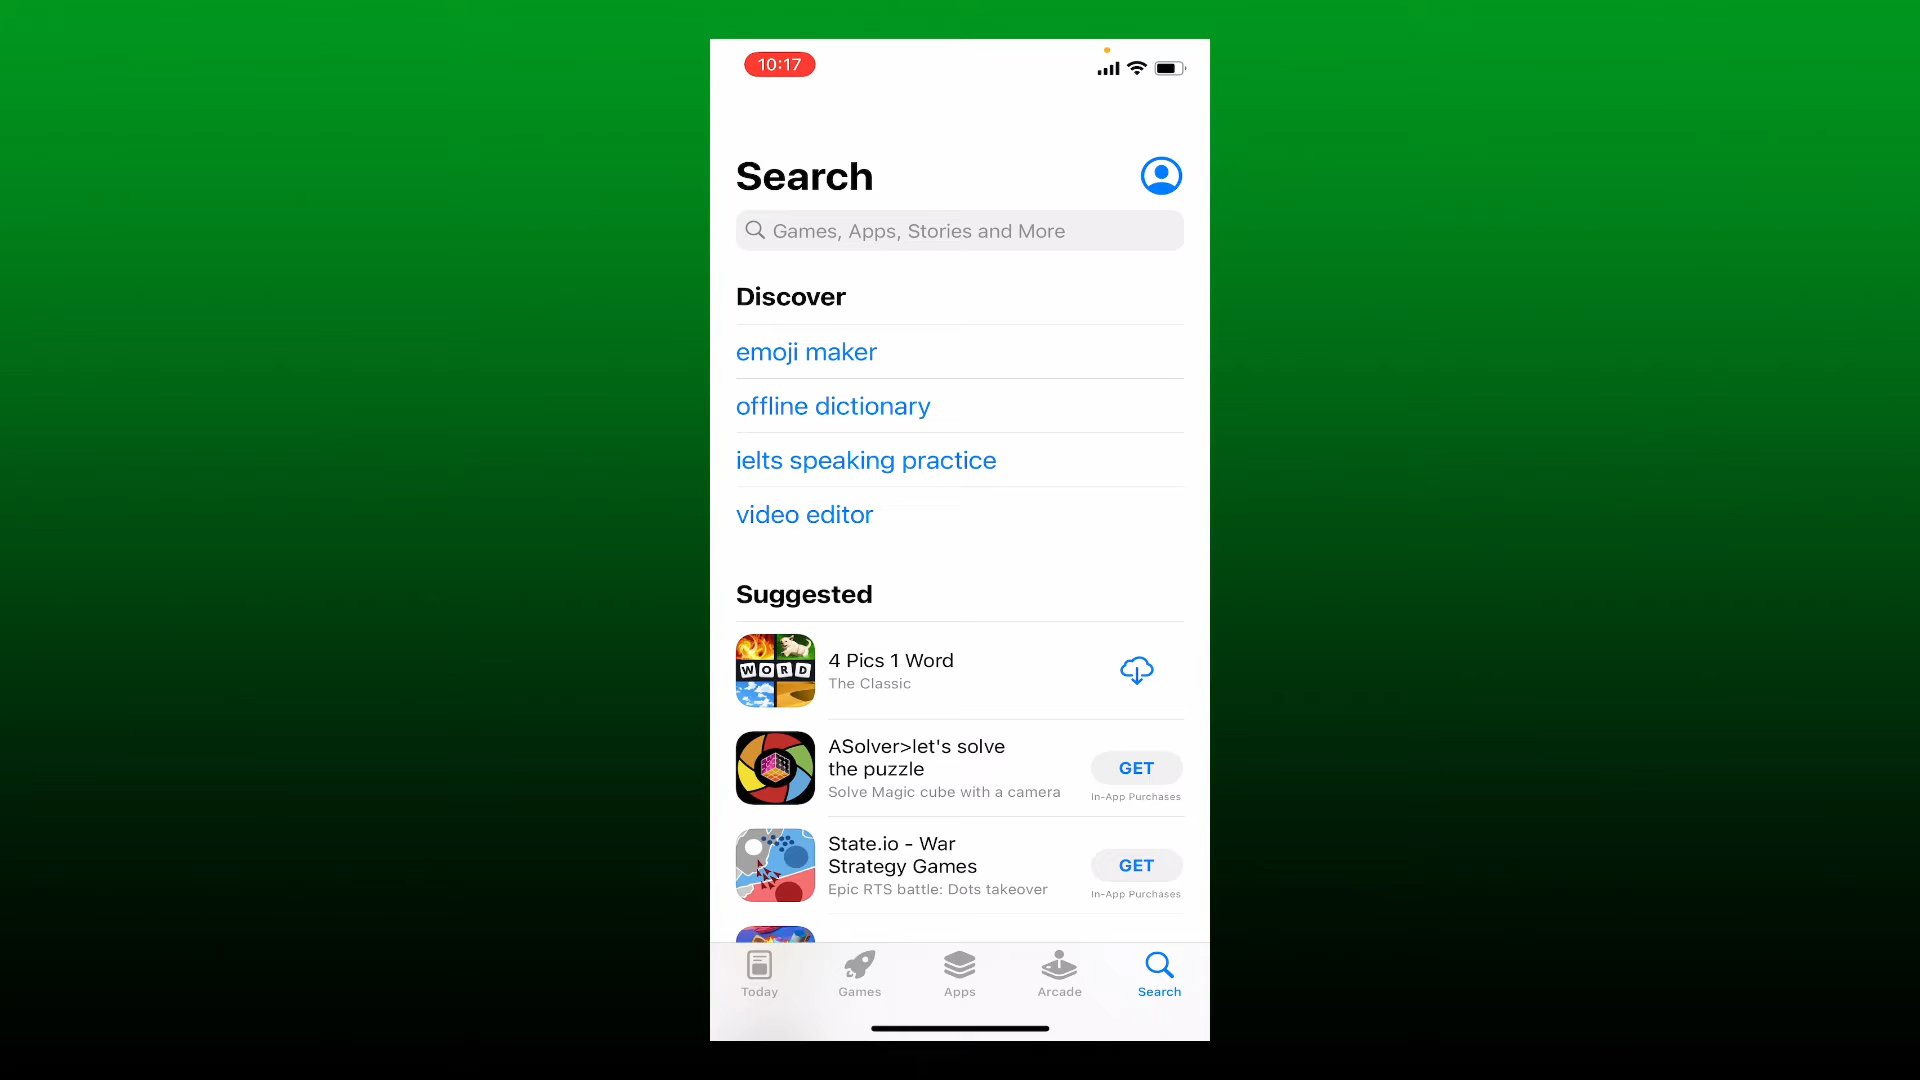 10:17
Search
Games, Apps, Stories and More
Discover
emoji maker
offline dictionary
ielts speaking practice
video editor
Suggested
WORD
4 Pics 1 Word
The Classic
ASolver>let's solve
the puzzle
Solve Magic cube with a camera
GET
In-App Purchases
State.io - War
Strategy Games
Epic RTS battle: Dots takeover
GET
In-App Purchases
Today
Games
Apps
Arcade
Search